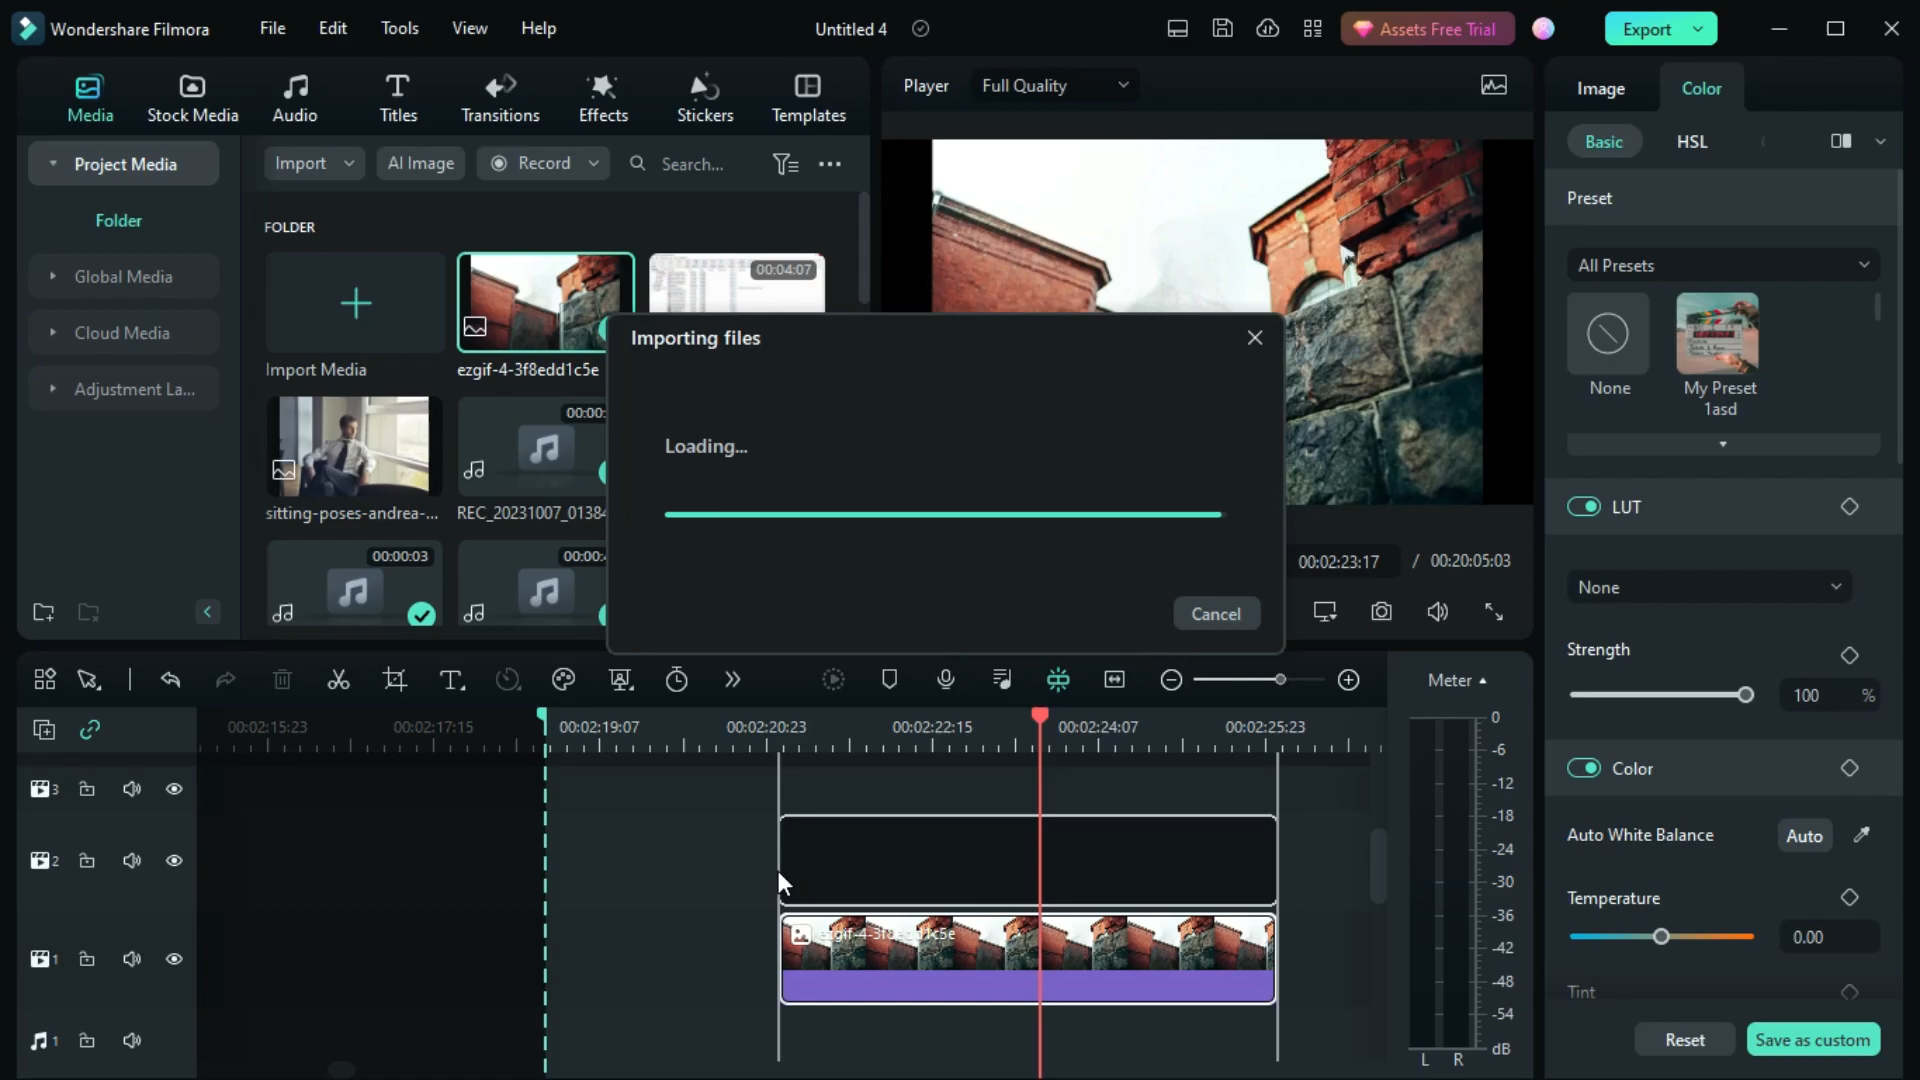 Wondershare Filmora
File
Edit
Tools
View
Help
Untitled 4
Assets Free Trial
Export
Media
Stock Media
Audio
Titles
Transitions
Effects
Stickers
Templates
Player
Full Quality
Image
Color
Project Media
Import
AI Image
Record
Search...
Basic
HSL
Folder
FOLDER
Preset
Global Media
00:04:07
All Presets
Cloud Media
Importing files
Import Media
ezgif-4-3f8edd1c5e
None
My Preset
1asd
Adjustment La...
00:00:
Loading...
sitting-poses-andrea-...
REC_20231007_0138
LUT
00:00:03
00:00:
00:02:23:17 / 00:20:05:03
None
Cancel
Strength
100 %
Meter
00:02:15:23
00:02:17:15
00:02:19:07
00:02:20:23
00:02:22:15
00:02:24:07
00:02:25:23
0
-6
-12
-18
-24
-30
-36
-42
-48
-54
dB
L R
Color
3
Auto White Balance
Auto
2
Temperature
0.00
ezgif-4-3f8edd1c5e
1
Tint
1
Reset
Save as custom